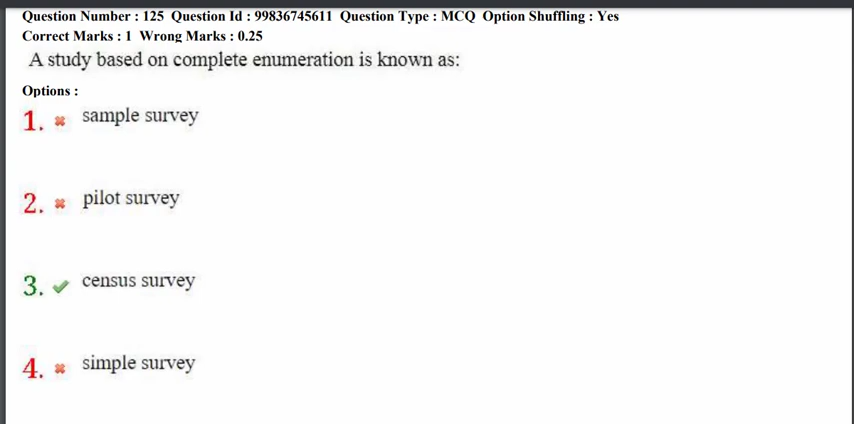 Question Number : 125 Question Id : 99836745611 Question Type : MCQ Option Shuffling : Yes
Correct Marks : 1 Wrong Marks : 0.25
A study based on complete enumeration is known as:
Options :
1. sample survey
2. pilot survey
3. census survey
4. simple survey